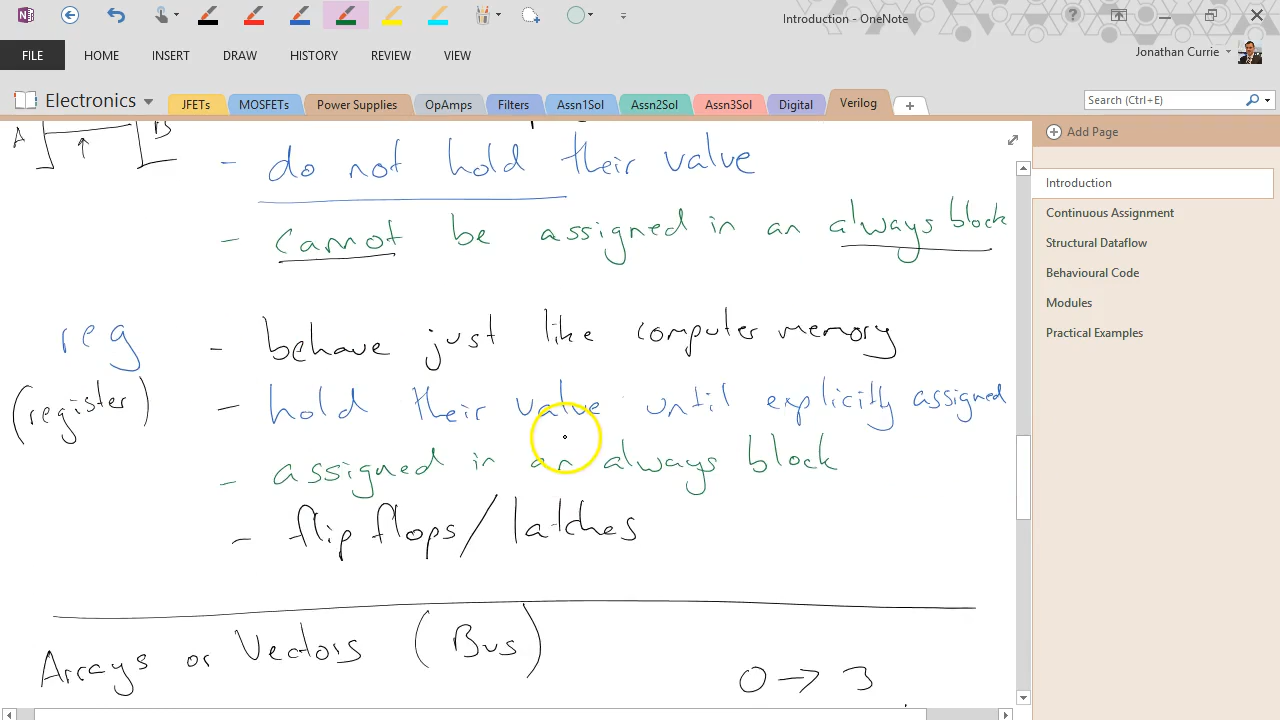 Introduction - OneNote
FILE HOME INSERT DRAW HISTORY REVIEW VIEW
Jonathan Currie
Electronics
JFETs MOSFETs Power Supplies OpAmps Filters Assn1Sol Assn2Sol Assn3Sol Digital Verilog
Search (Ctrl+E)
Add Page
Introduction
Continuous Assignment
Structural Dataflow
Behavioural Code
Modules
Practical Examples
A B
- do not hold their value
- cannot be assigned in an always block
reg
(register)
- behave just like computer memory
- hold their value until explicitly assigned
- assigned in an always block
- flip flops/latches
Arrays or Vectors (Bus)
0 → 3